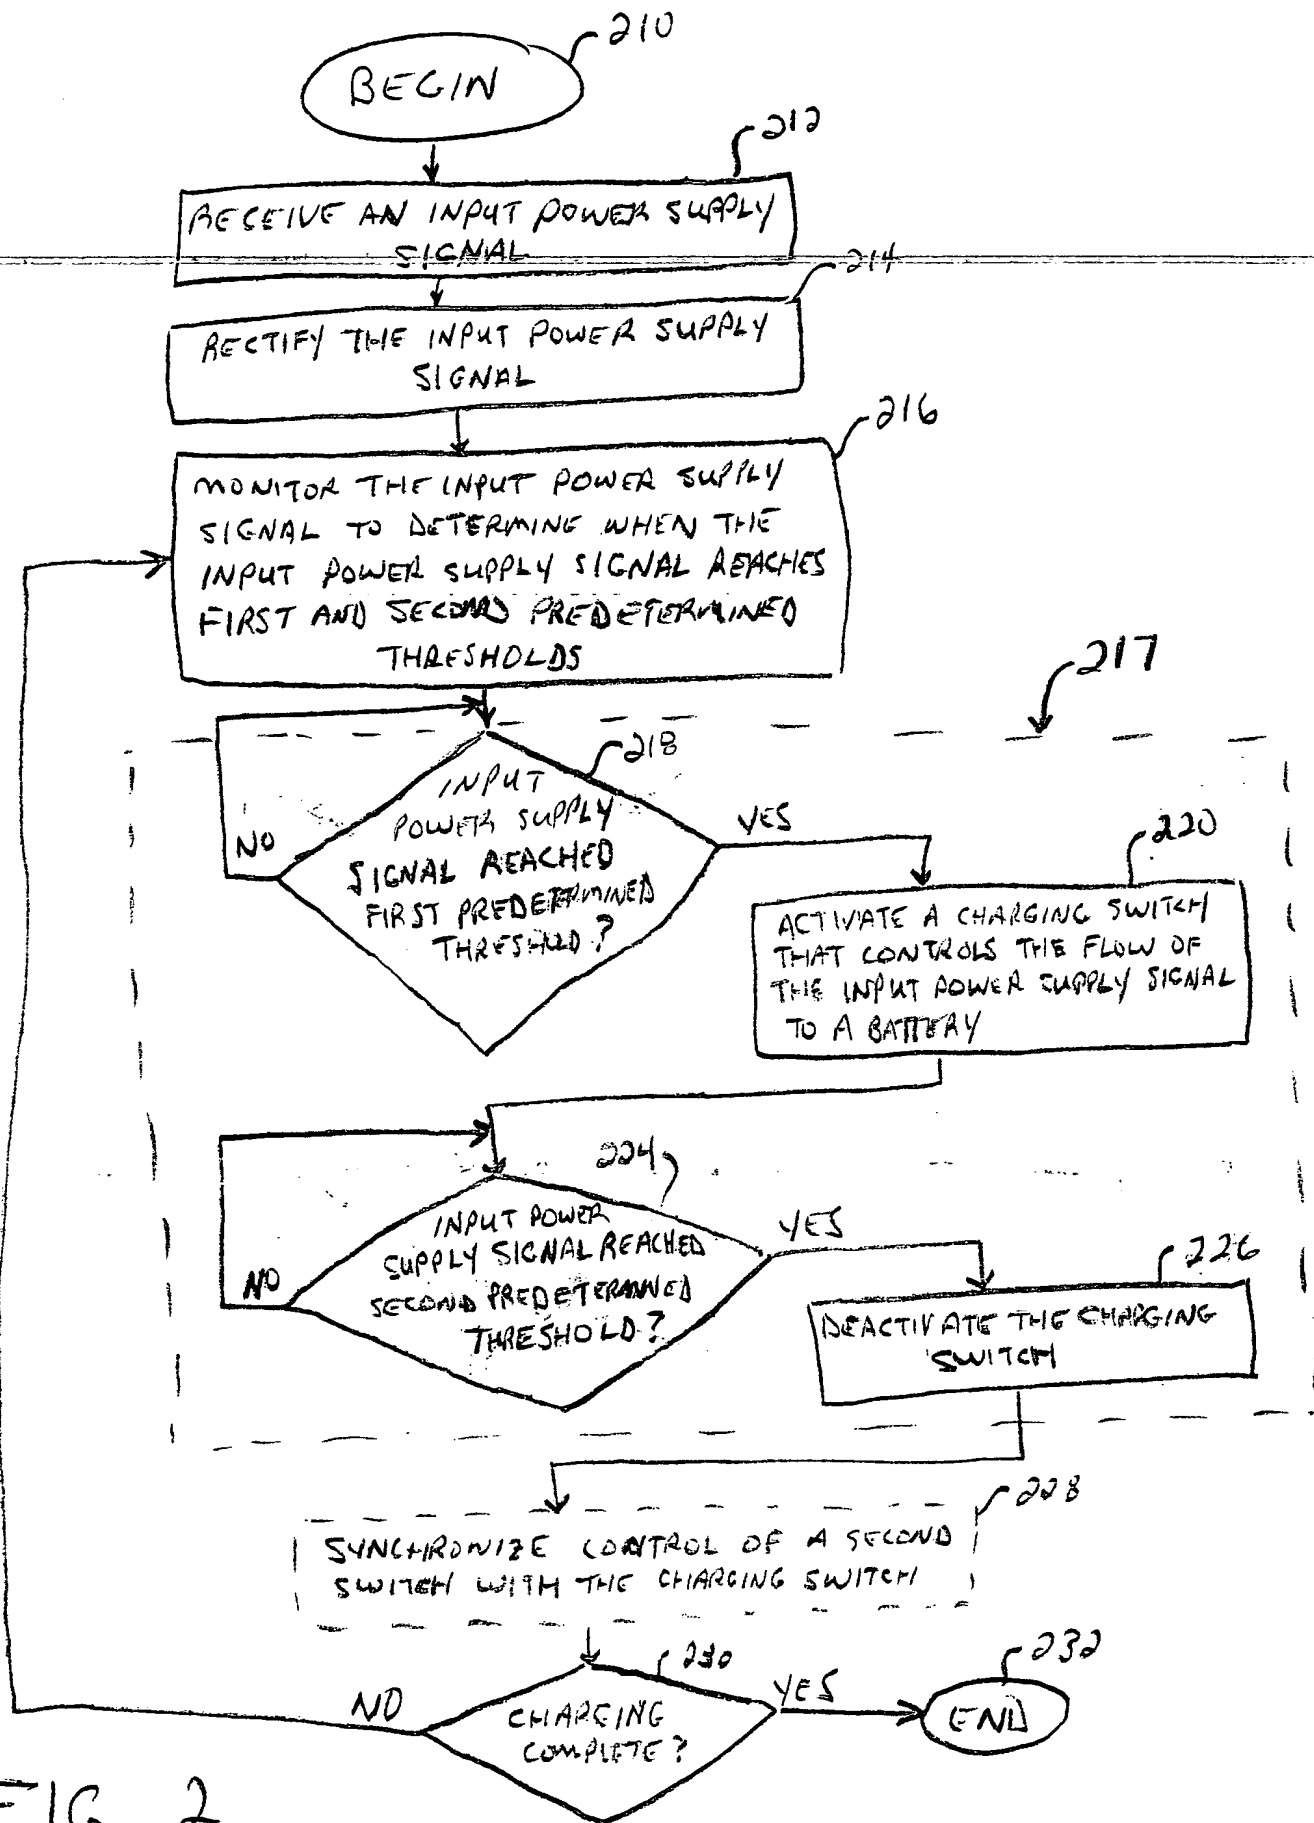 210
BEGIN
212
RECEIVE AN INPUT POWER SUPPLY
SIGNAL
214
RECTIFY THE INPUT POWER SUPPLY
SIGNAL
216
MONITOR THE INPUT POWER SUPPLY
SIGNAL TO DETERMINE WHEN THE
INPUT POWER SUPPLY SIGNAL REACHES
FIRST AND SECOND PREDETERMINED
THRESHOLDS
217
218
INPUT
POWER SUPPLY
SIGNAL REACHED
FIRST PREDETERMINED
THRESHOLD?
NO
YES
220
ACTIVATE A CHARGING SWITCH
THAT CONTROLS THE FLOW OF
THE INPUT POWER SUPPLY SIGNAL
TO A BATTERY
224
INPUT POWER
SUPPLY SIGNAL REACHED
SECOND PREDETERMINED
THRESHOLD?
NO
YES
226
DEACTIVATE THE CHARGING
SWITCH
228
SYNCHRONIZE CONTROL OF A SECOND
SWITCH WITH THE CHARGING SWITCH
230
CHARGING
COMPLETE?
NO
YES
232
END
FIG 2